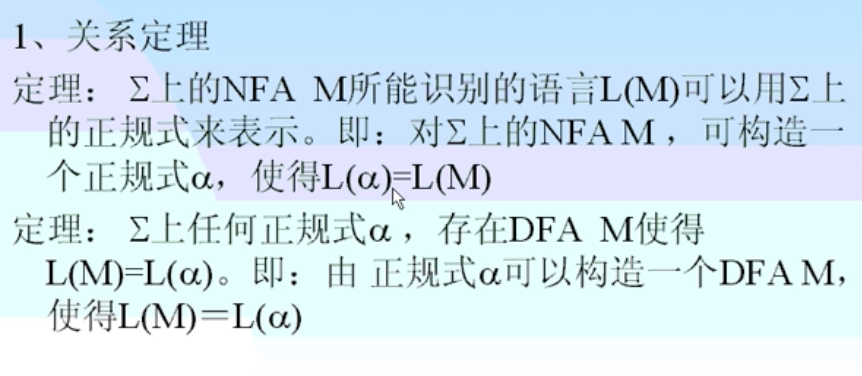 1、关系定理
定理： Σ上的NFA M所能识别的语言L(M)可以用Σ上
的正规式来表示。即：对Σ上的NFA M ，可构造一
个正规式α，使得L(α)=L(M)
定理： Σ上任何正规式α ，存在DFA M使得
L(M)=L(α)。即：由 正规式α可以构造一个DFA M，
使得L(M)＝L(α)